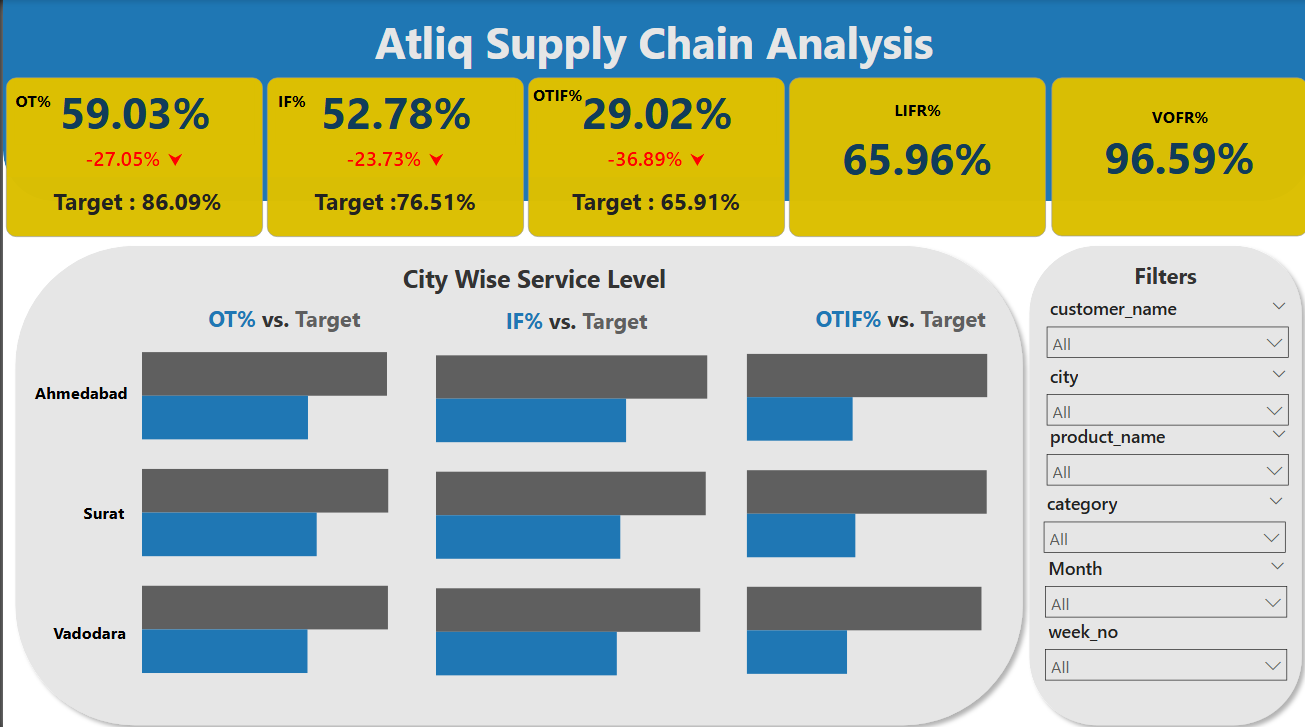 Atliq Supply Chain Analysis
OT% 59.03%
-27.05%
Target : 86.09%
IF% 52.78%
-23.73%
Target :76.51%
OTIF% 29.02%
-36.89%
Target : 65.91%
LIFR%
65.96%
VOFR%
96.59%
City Wise Service Level
OT% vs. Target
IF% vs. Target
OTIF% vs. Target
Ahmedabad
Surat
Vadodara
Filters
customer_name
All
city
All
product_name
All
category
All
Month
All
week_no
All